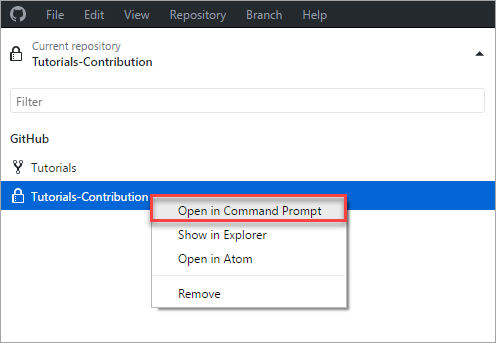 File Edit View Repository Branch Help
Current repository
Tutorials-Contribution
Filter
GitHub
Tutorials
Tutorials-Contribution
Open in Command Prompt
Show in Explorer
Open in Atom
Remove